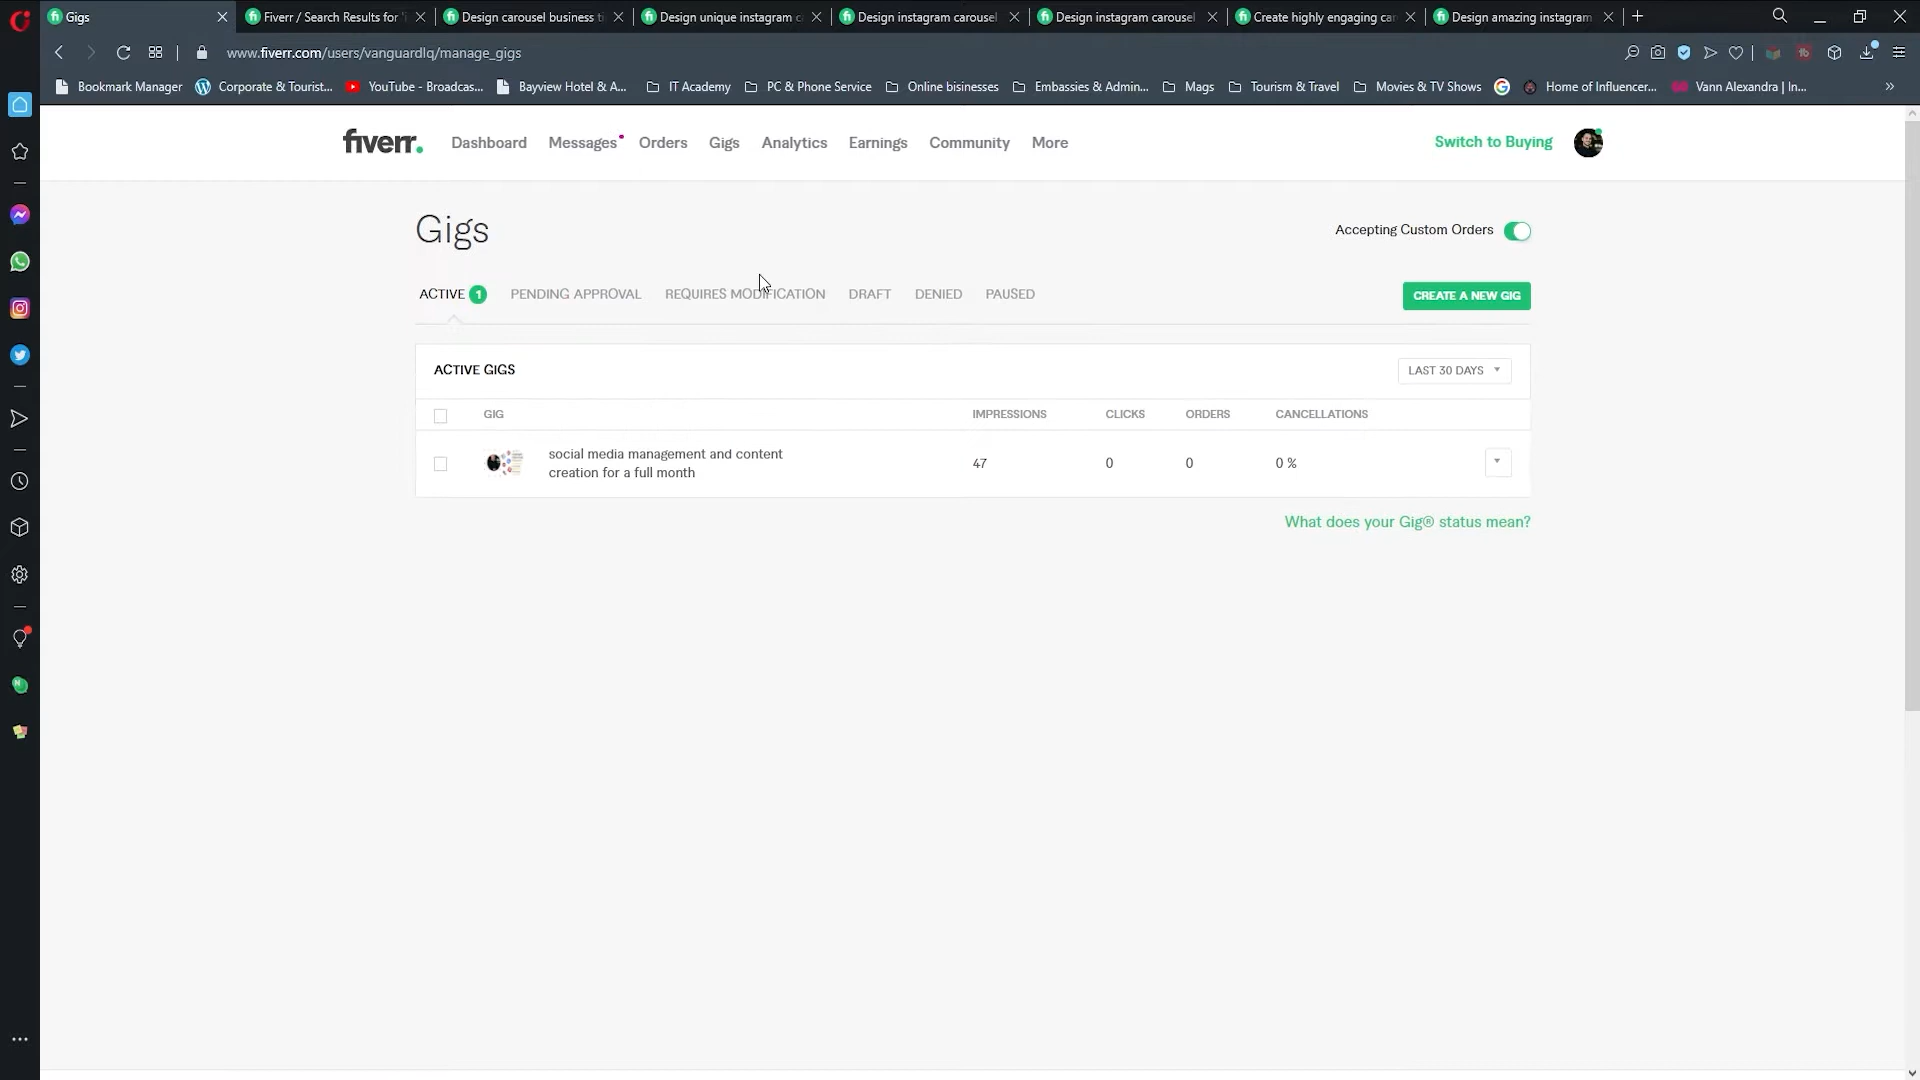 Gigs
Fiverr / Search Results for
Design carousel business ti
Design unique instagram c
Design instagram carousel
Design instagram carousel
Create highly engaging car
Design amazing instagram
www.fiverr.com/users/vanguardlq/manage_gigs
Bookmark Manager
Corporate & Tourist...
YouTube - Broadcas...
Bayview Hotel & A...
IT Academy
PC & Phone Service
Online bisinesses
Embassies & Admin...
Mags
Tourism & Travel
Movies & TV Shows
Home of Influencer...
Vann Alexandra | In...
fiverr.
Dashboard
Messages
Orders
Gigs
Analytics
Earnings
Community
More
Switch to Buying
Gigs
Accepting Custom Orders
ACTIVE 1
PENDING APPROVAL
REQUIRES MODIFICATION
DRAFT
DENIED
PAUSED
CREATE A NEW GIG
ACTIVE GIGS
LAST 30 DAYS
GIG
IMPRESSIONS
CLICKS
ORDERS
CANCELLATIONS
social media management and content
creation for a full month
47
0
0
0 %
What does your Gig® status mean?